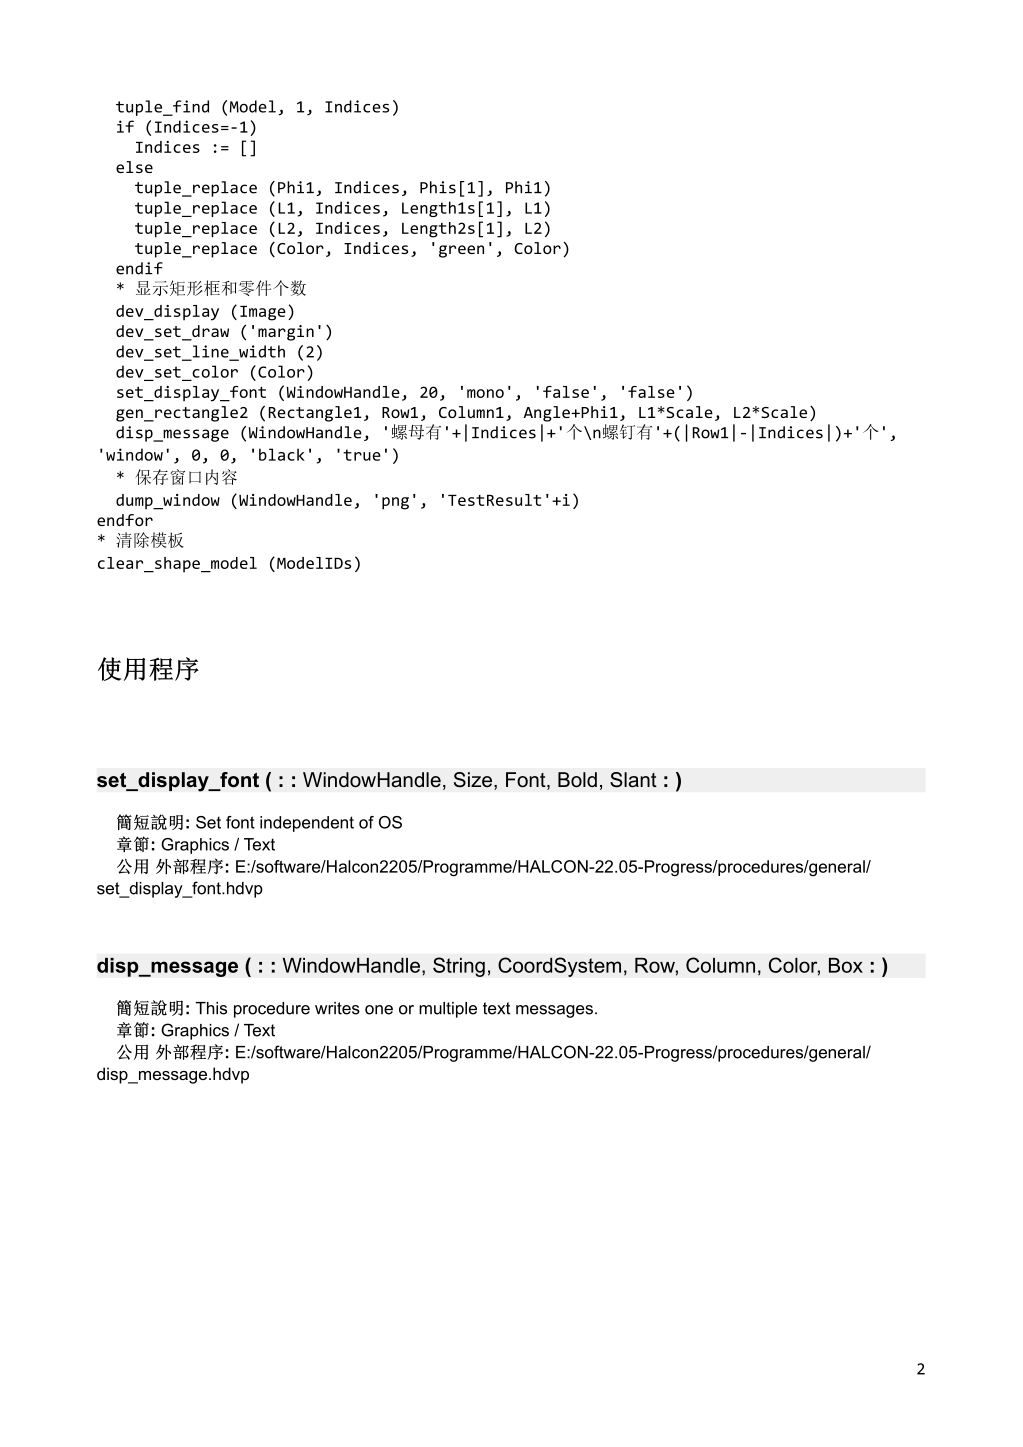 tuple_find (Model, 1, Indices)
if (Indices=-1)
Indices := []
else
tuple_replace (Phi1, Indices, Phis[1], Phi1)
tuple_replace (L1, Indices, Length1s[1], L1)
tuple_replace (L2, Indices, Length2s[1], L2)
tuple_replace (Color, Indices, 'green', Color)
endif
* 显示矩形框和零件个数
dev_display (Image)
dev_set_draw ('margin')
dev_set_line_width (2)
dev_set_color (Color)
set_display_font (WindowHandle, 20, 'mono', 'false', 'false')
gen_rectangle2 (Rectangle1, Row1, Column1, Angle+Phi1, L1*Scale, L2*Scale)
disp_message (WindowHandle, '螺母有'+|Indices|+'个\n螺钉有'+(|Row1|-|Indices|)+'个',
'window', 0, 0, 'black', 'true')
* 保存窗口内容
dump_window (WindowHandle, 'png', 'TestResult'+i)
endfor
* 清除模板
clear_shape_model (ModelIDs)
使用程序
set_display_font ( : : WindowHandle, Size, Font, Bold, Slant : )
簡短說明: Set font independent of OS
章節: Graphics / Text
公用 外部程序: E:/software/Halcon2205/Programme/HALCON-22.05-Progress/procedures/general/
set_display_font.hdvp
disp_message ( : : WindowHandle, String, CoordSystem, Row, Column, Color, Box : )
簡短說明: This procedure writes one or multiple text messages.
章節: Graphics / Text
公用 外部程序: E:/software/Halcon2205/Programme/HALCON-22.05-Progress/procedures/general/
disp_message.hdvp
2